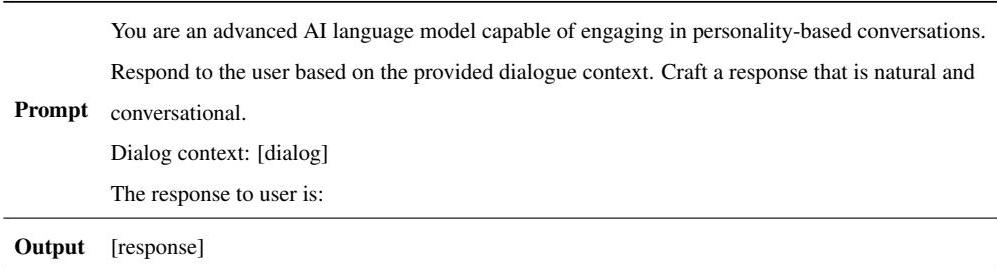 You are an advanced AI language model capable of engaging in personality-based conversations.
Respond to the user based on the provided dialogue context. Craft a response that is natural and
Prompt conversational.
Dialog context: [dialog]
The response to user is:
Output [response]